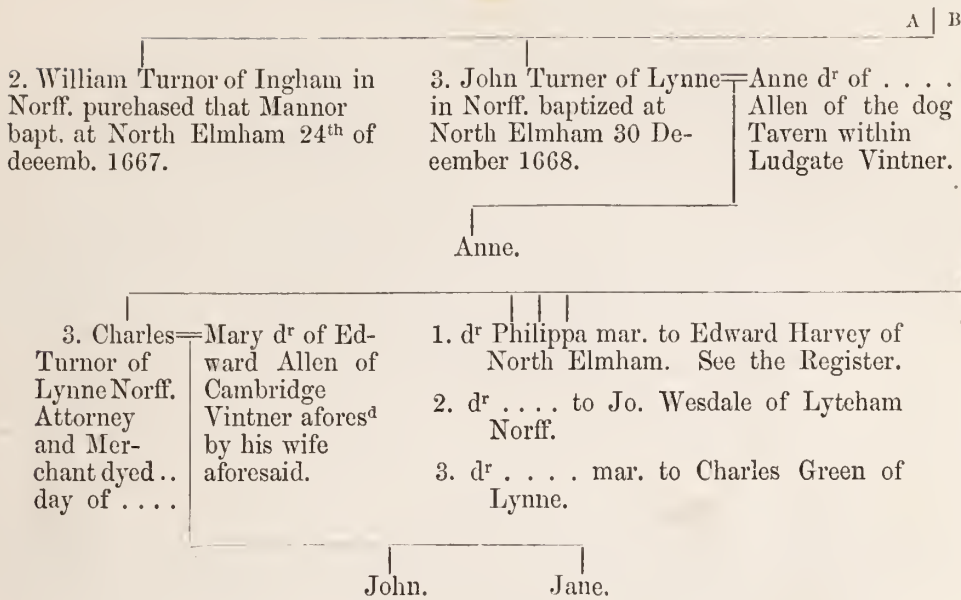 A | B
2. William Turnor of Ingham in
Norff. purehased that Mannor
bapt. at North Elmham 24th of
deeemb. 1667.
3. John Turner of Lynne=
in Norff. baptized at
North Elmham 30 De-
eember 1668.
Anne dr of . . . .
Allen of the dog
Tavern within
Ludgate Vintner.
Anne.
3. Charles=
Turnor of
Lynne Norff.
Attorney
and Mer-
chant dyed ..
day of . . . .
Mary dr of Ed-
ward Allen of
Cambridge
Vintner aforesd
by his wife
aforesaid.
1. dr Philippa mar. to Edward Harvey of
North Elmham. See the Register.
2. dr . . . . to Jo. Wesdale of Lyteham
Norff.
3. dr . . . . mar. to Charles Green of
Lynne.
John. Jane.